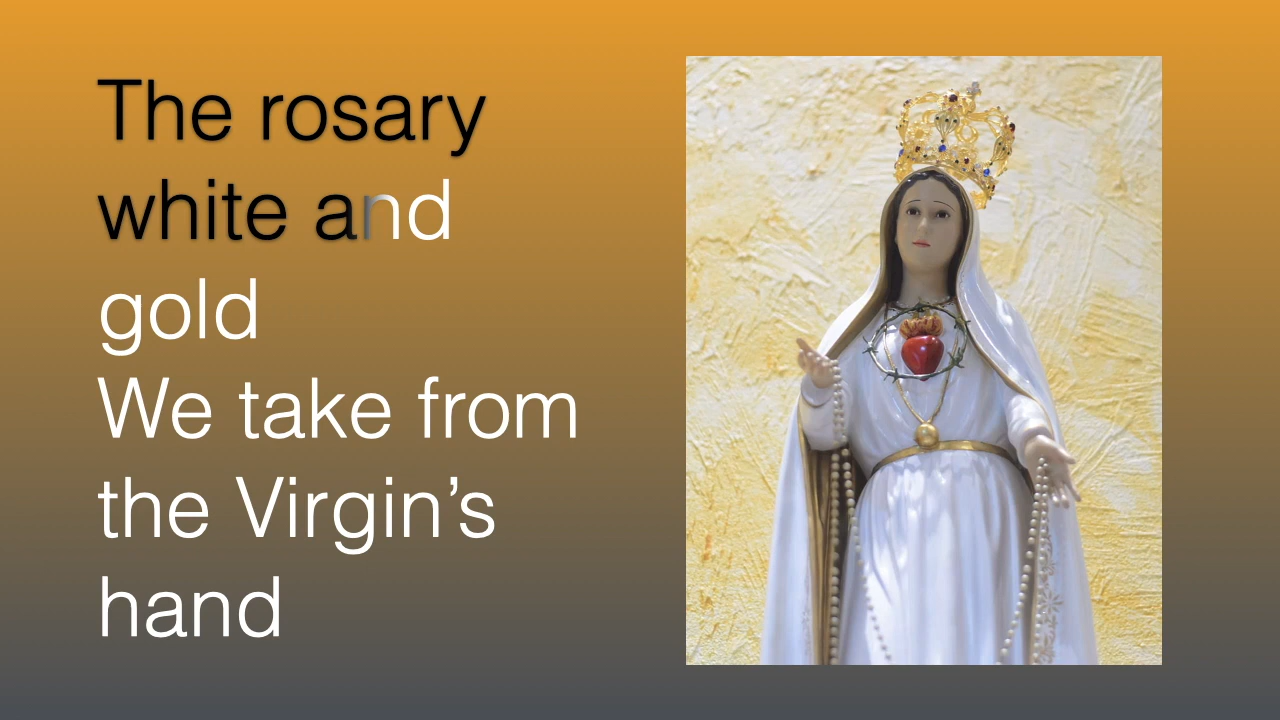 The rosary
white and
gold
We take from
the Virgin’s
hand